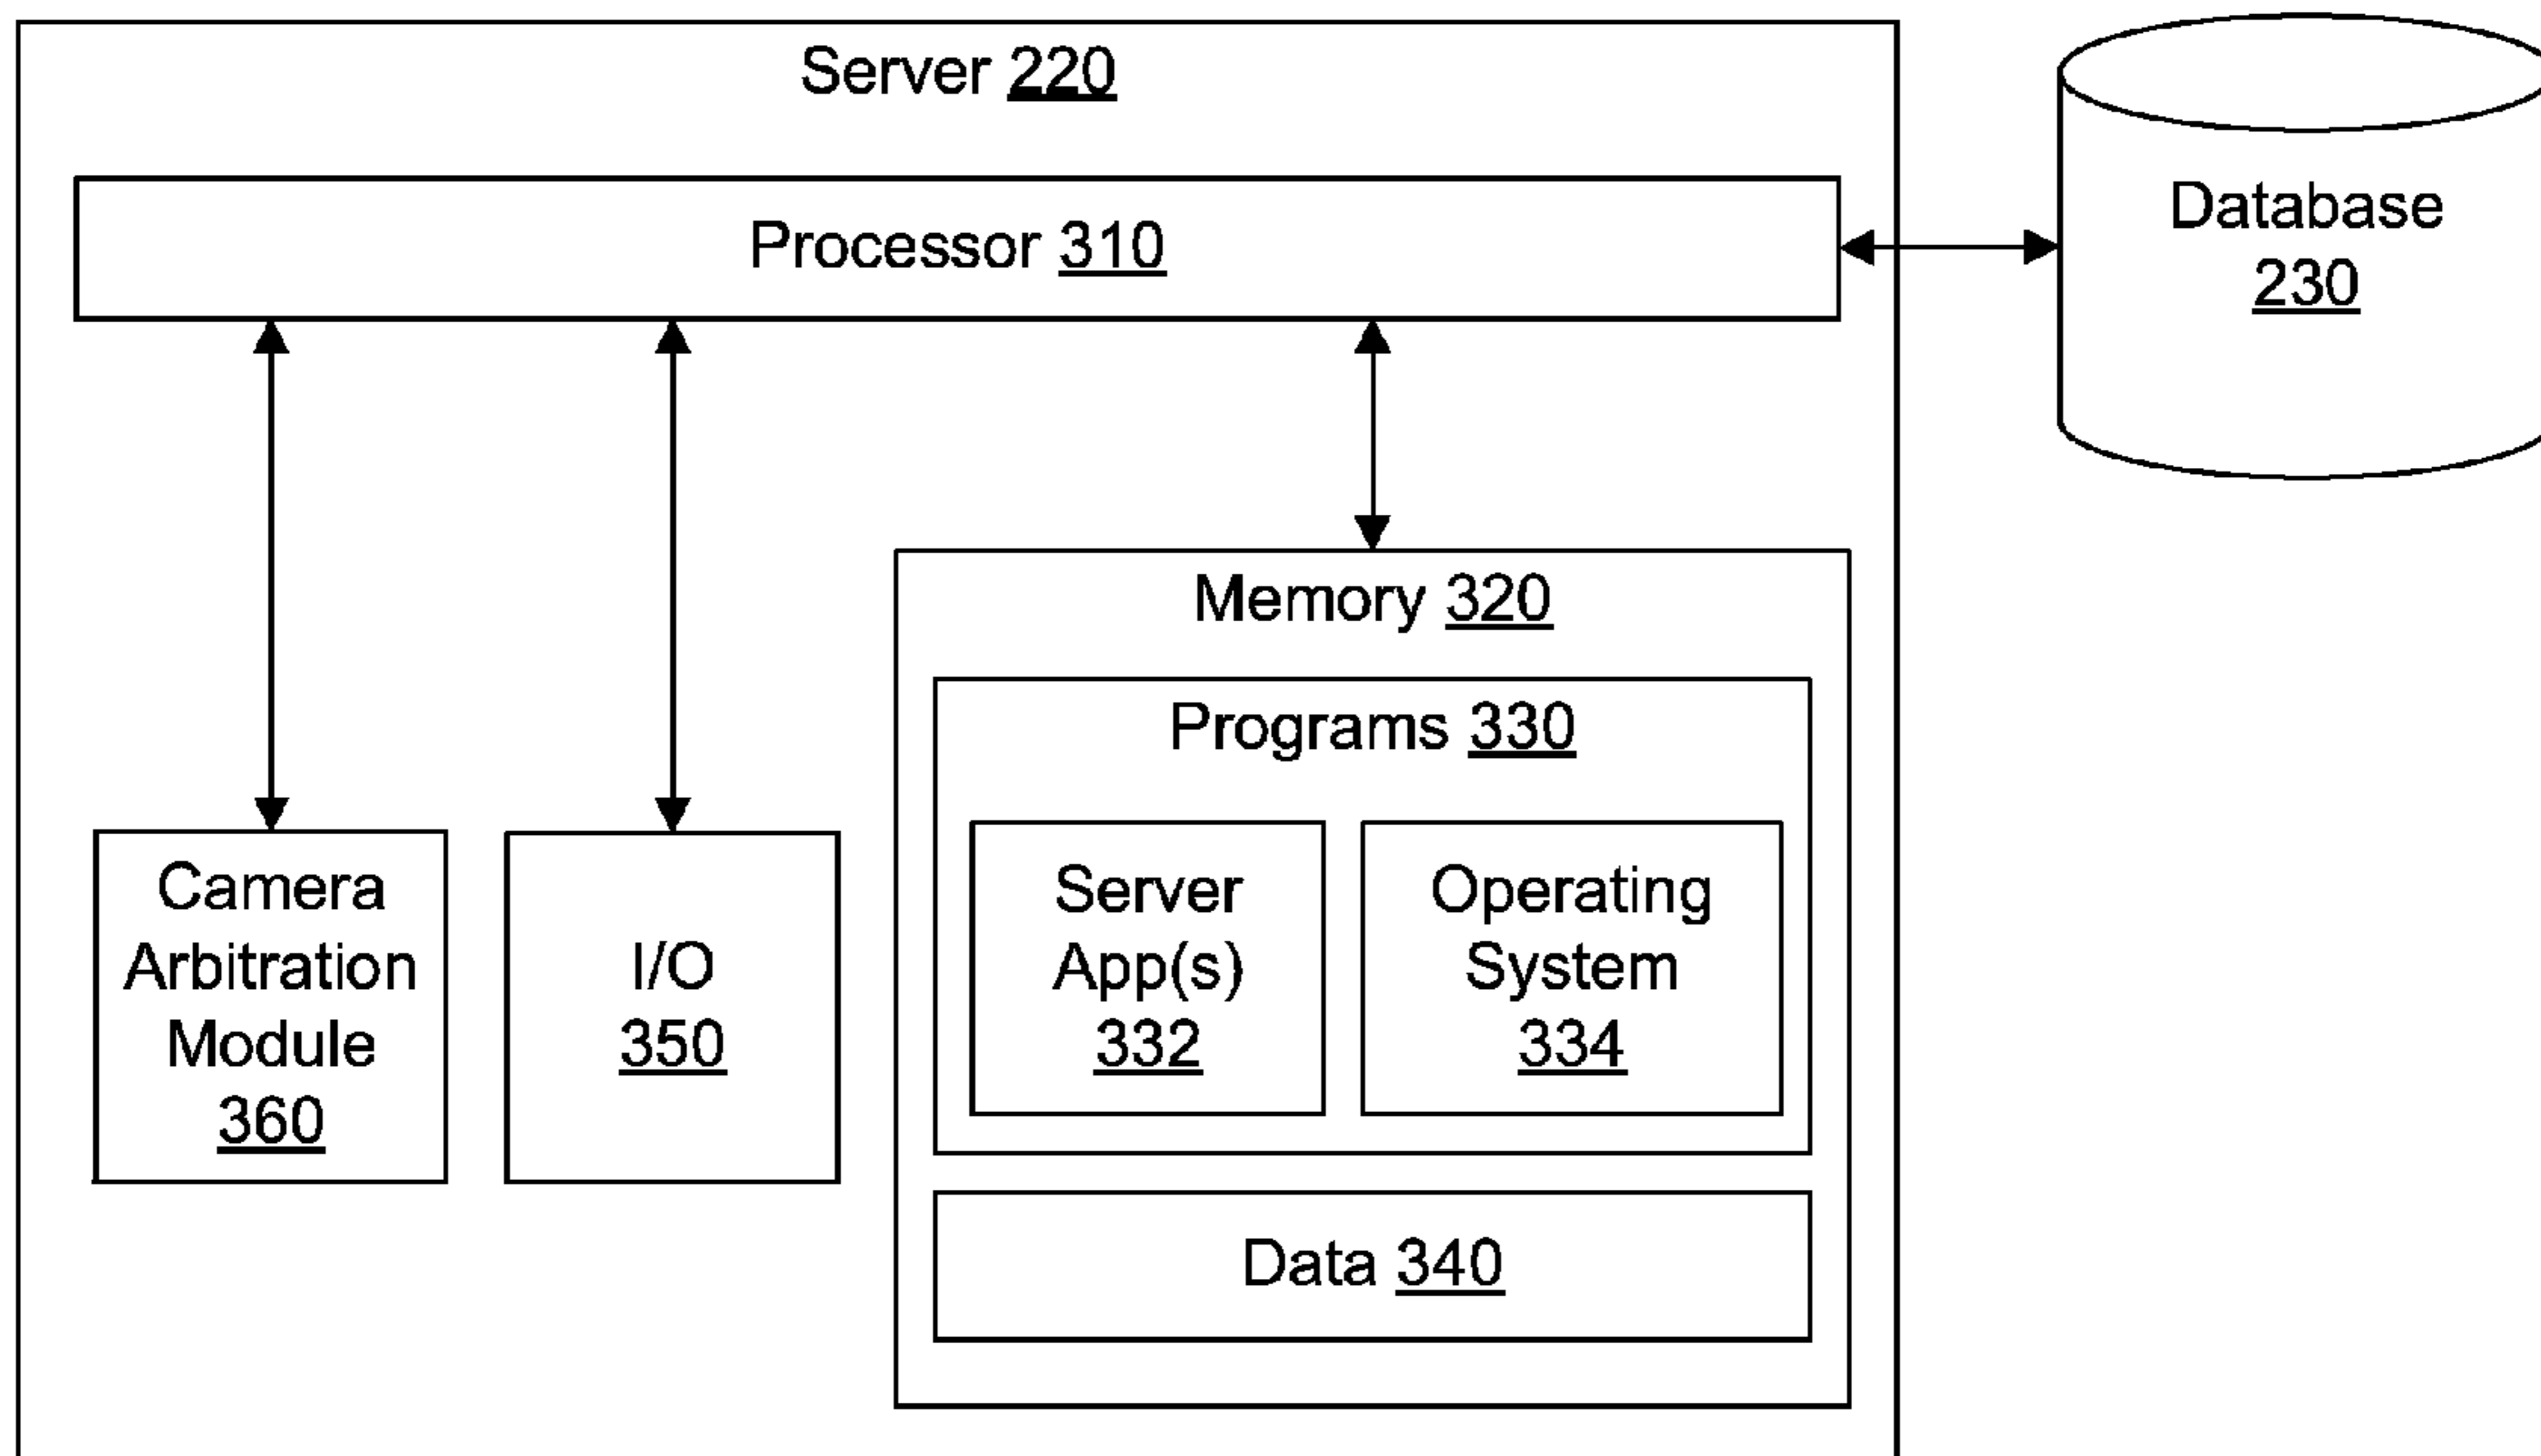 Server 220
Processor 310
Database
230
Memory 320
Programs 330
Camera
Arbitration
Module
360
I/O
350
Server
App(s)
332
Operating
System
334
Data 340